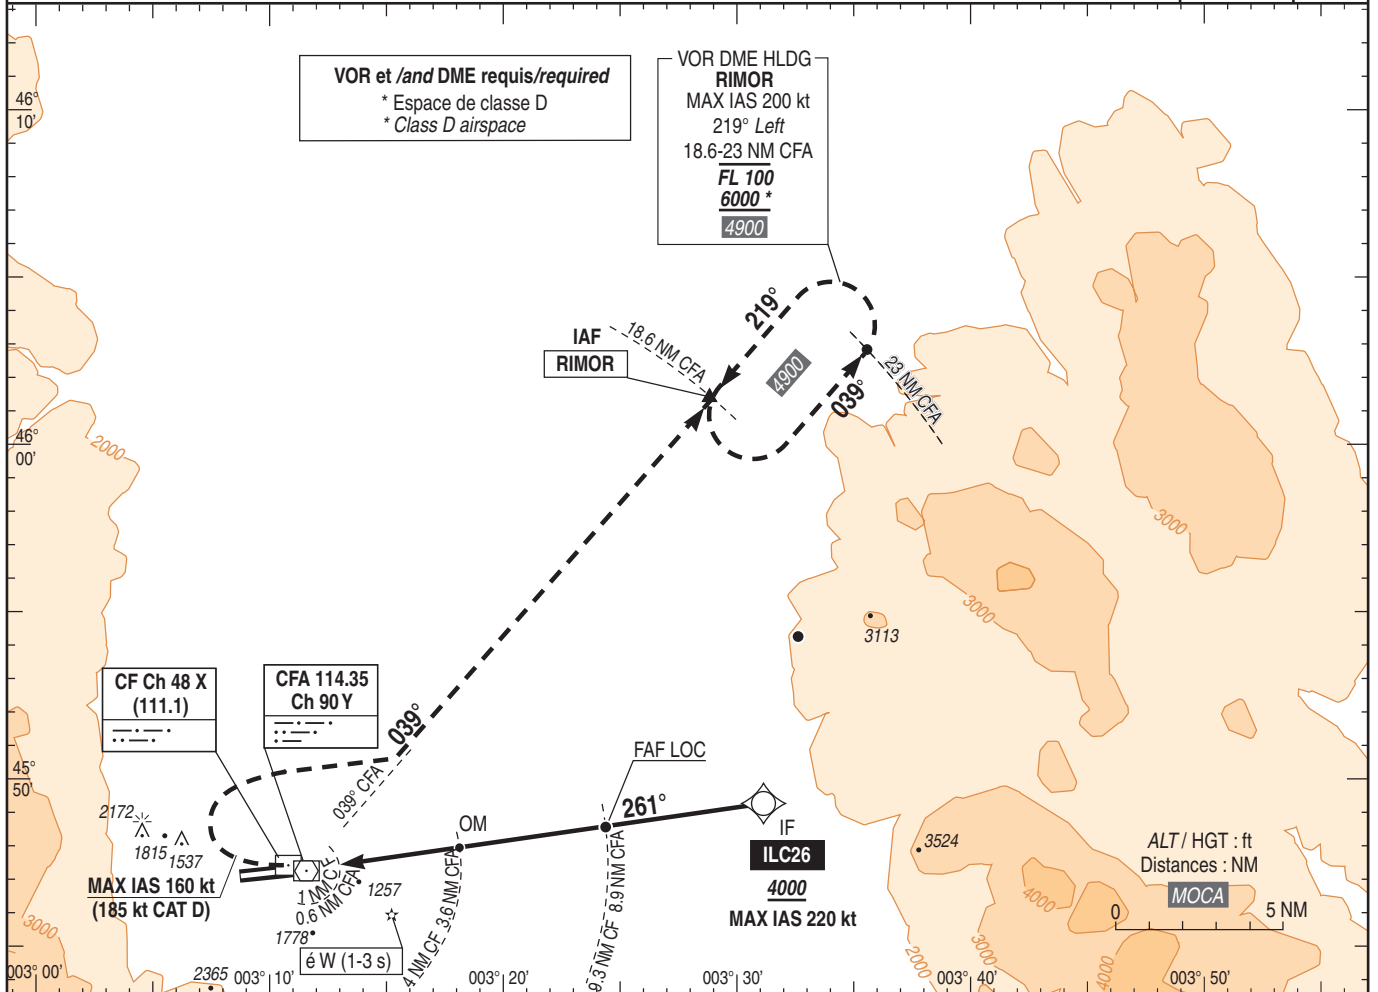 VOR et /and DME requis/required
* Espace de classe D
* Class D airspace
VOR DME HLDG
RIMOR
MAX IAS 200 kt
219° Left
18.6-23 NM CFA
FL 100
6000 *
4900
46°
10'
219°
IAF
RIMOR
18.6 NM CFA
4900
039°
23 NM CFA
46°
00'
2000
3000
3000
3113
CF Ch 48 X
(111.1)
CFA 114.35
Ch 90 Y
039°
039° CFA
FAF LOC
45°
50'
261°
OM
IF
ILC26
4000
MAX IAS 220 kt
2172
1815
1537
MAX IAS 160 kt
(185 kt CAT D)
1 NM CF
0.6 NM CFA
1257
1778
é W (1-3 s)
4 NM CF 3.6 NM CFA
9.3 NM CF 8.9 NM CFA
3524
4000
3000
2000
3000
4000
ALT / HGT : ft
Distances : NM
MOCA
0
5 NM
2365
003° 00'
003° 10'
003° 20'
003° 30'
003° 40'
003° 50'